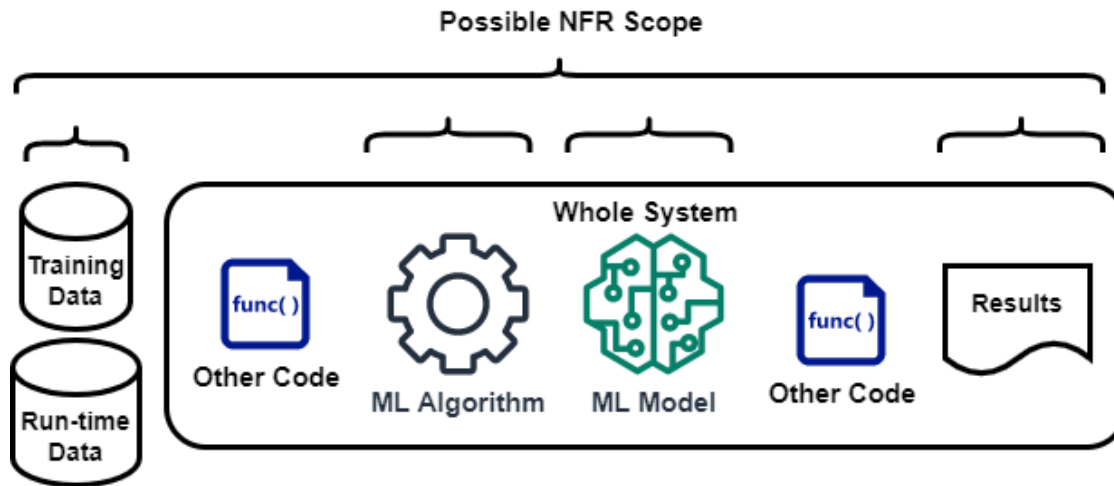 Possible NFR Scope
Whole System
Training
Data
Run-time
Data
func( )
Other Code
ML Algorithm
ML Model
func( )
Other Code
Results